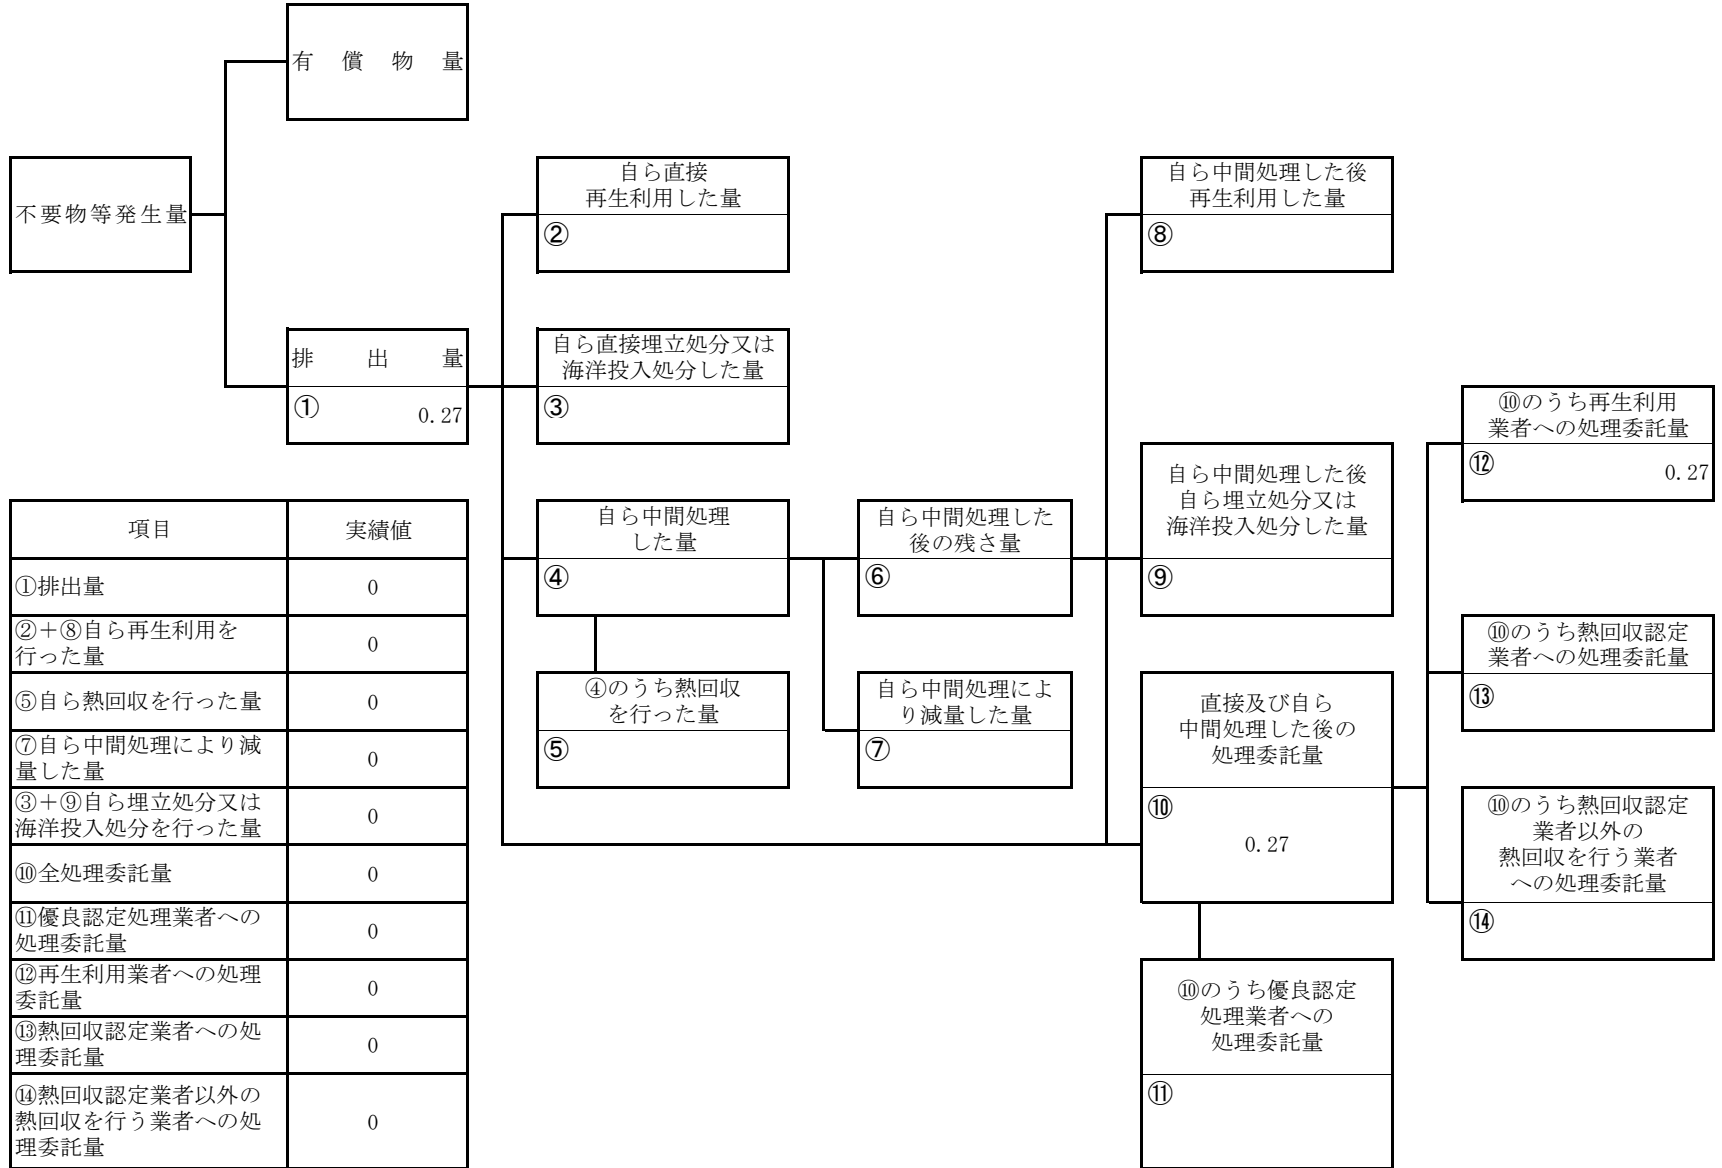 有償物量
不要物等発生量
自ら直接
再生利用した量
②
自ら中間処理した後
再生利用した量
⑧
排出量
① 0.27
自ら直接埋立処分又は
海洋投入処分した量
③
⑩のうち再生利用
業者への処理委託量
⑫ 0.27
自ら中間処理
した量
④
自ら中間処理した
後の残さ量
⑥
自ら中間処理した後
自ら埋立処分又は
海洋投入処分した量
⑨
⑩のうち熱回収認定
業者への処理委託量
⑬
④のうち熱回収
を行った量
⑤
自ら中間処理によ
り減量した量
⑦
直接及び自ら
中間処理した後の
処理委託量
⑩
0.27
⑩のうち熱回収認定
業者以外の
熱回収を行う業者
への処理委託量
⑭
⑩のうち優良認定
処理業者への
処理委託量
⑪
項目 実績値
①排出量 0
②＋⑧自ら再生利用を
行った量 0
⑤自ら熱回収を行った量 0
⑦自ら中間処理により減
量した量 0
③＋⑨自ら埋立処分又は
海洋投入処分を行った量 0
⑩全処理委託量 0
⑪優良認定処理業者への
処理委託量 0
⑫再生利用業者への処理
委託量 0
⑬熱回収認定業者への処
理委託量 0
⑭熱回収認定業者以外の
熱回収を行う業者への処
理委託量 0